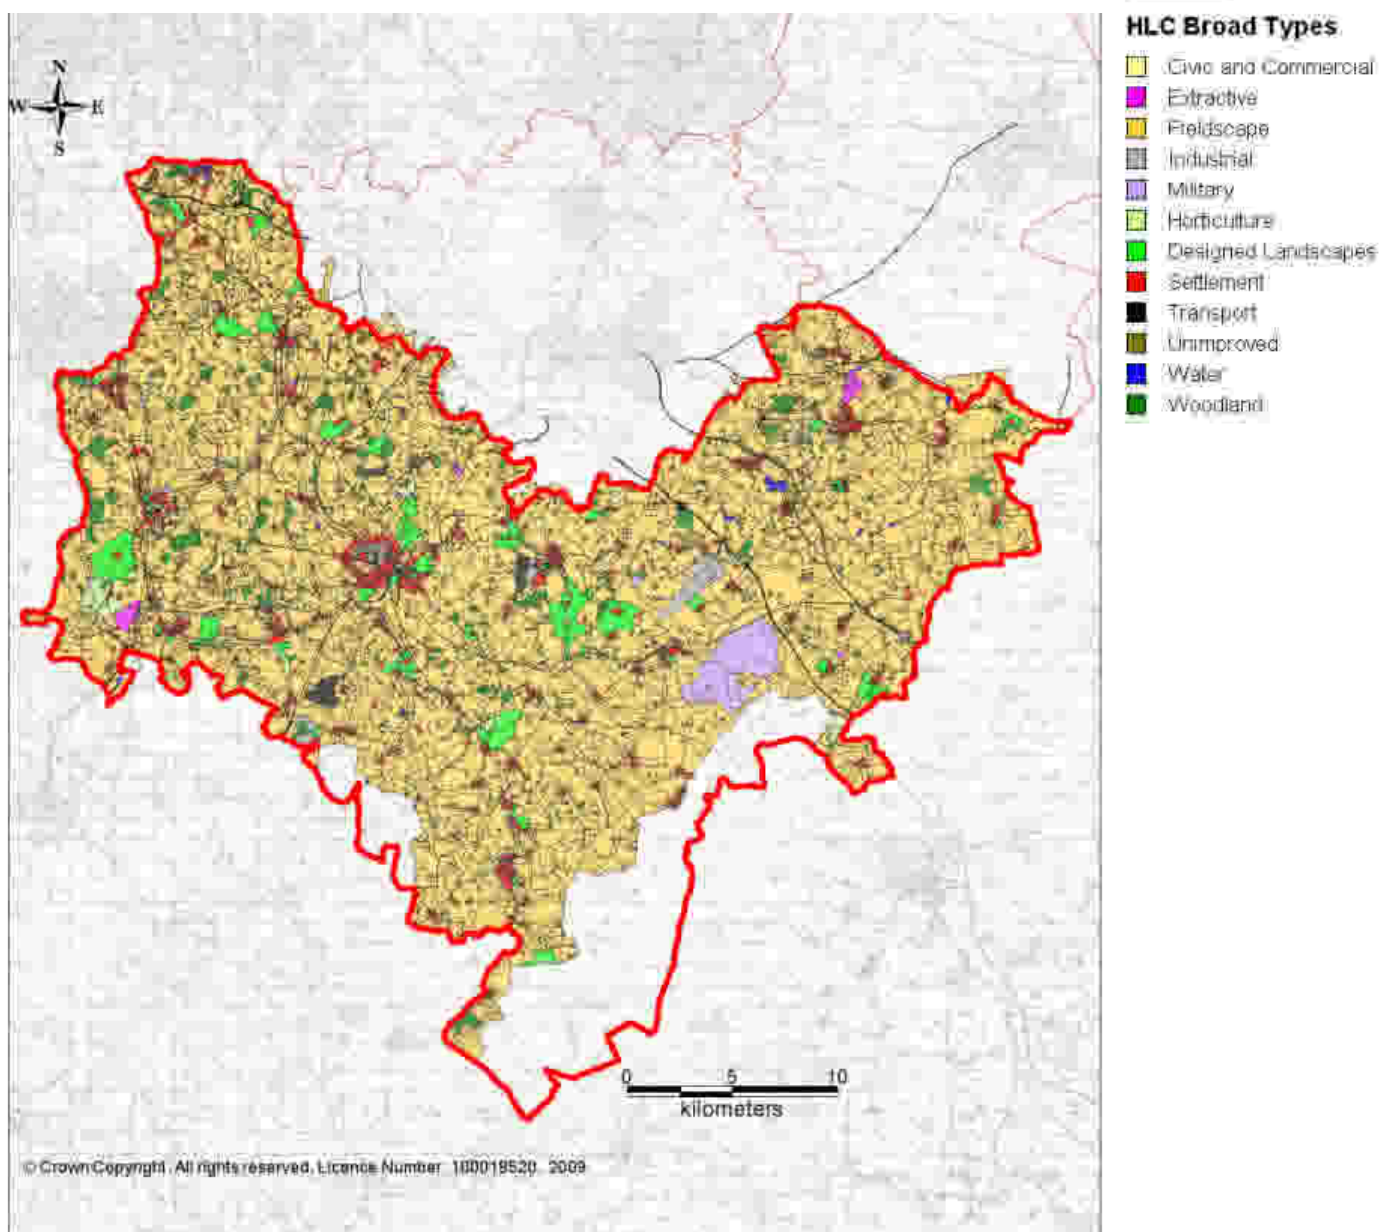 HLC Broad Types
Civic and Commercial
Extractive
Fieldscape
Industrial
Military
Horticulture
Designed Landscapes
Settlement
Transport
Unimproved
Water
Woodland
N
W E
S
0 5 10
kilometers
© Crown Copyright. All rights reserved. Licence Number 100019520 2009